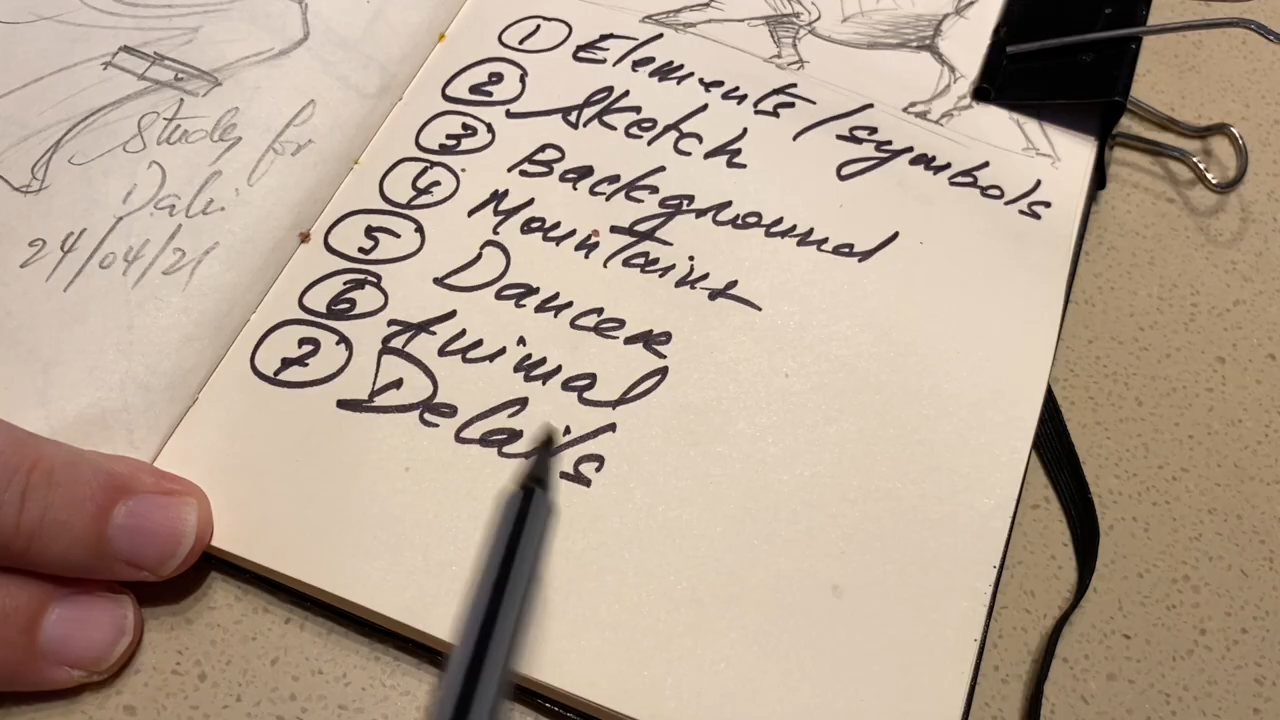 Study for
Dali
24/04/21
① Elements/symbols
② Sketch
③ Background
④ Mountains
⑤ Dancer
⑥ Animal
⑦ Details